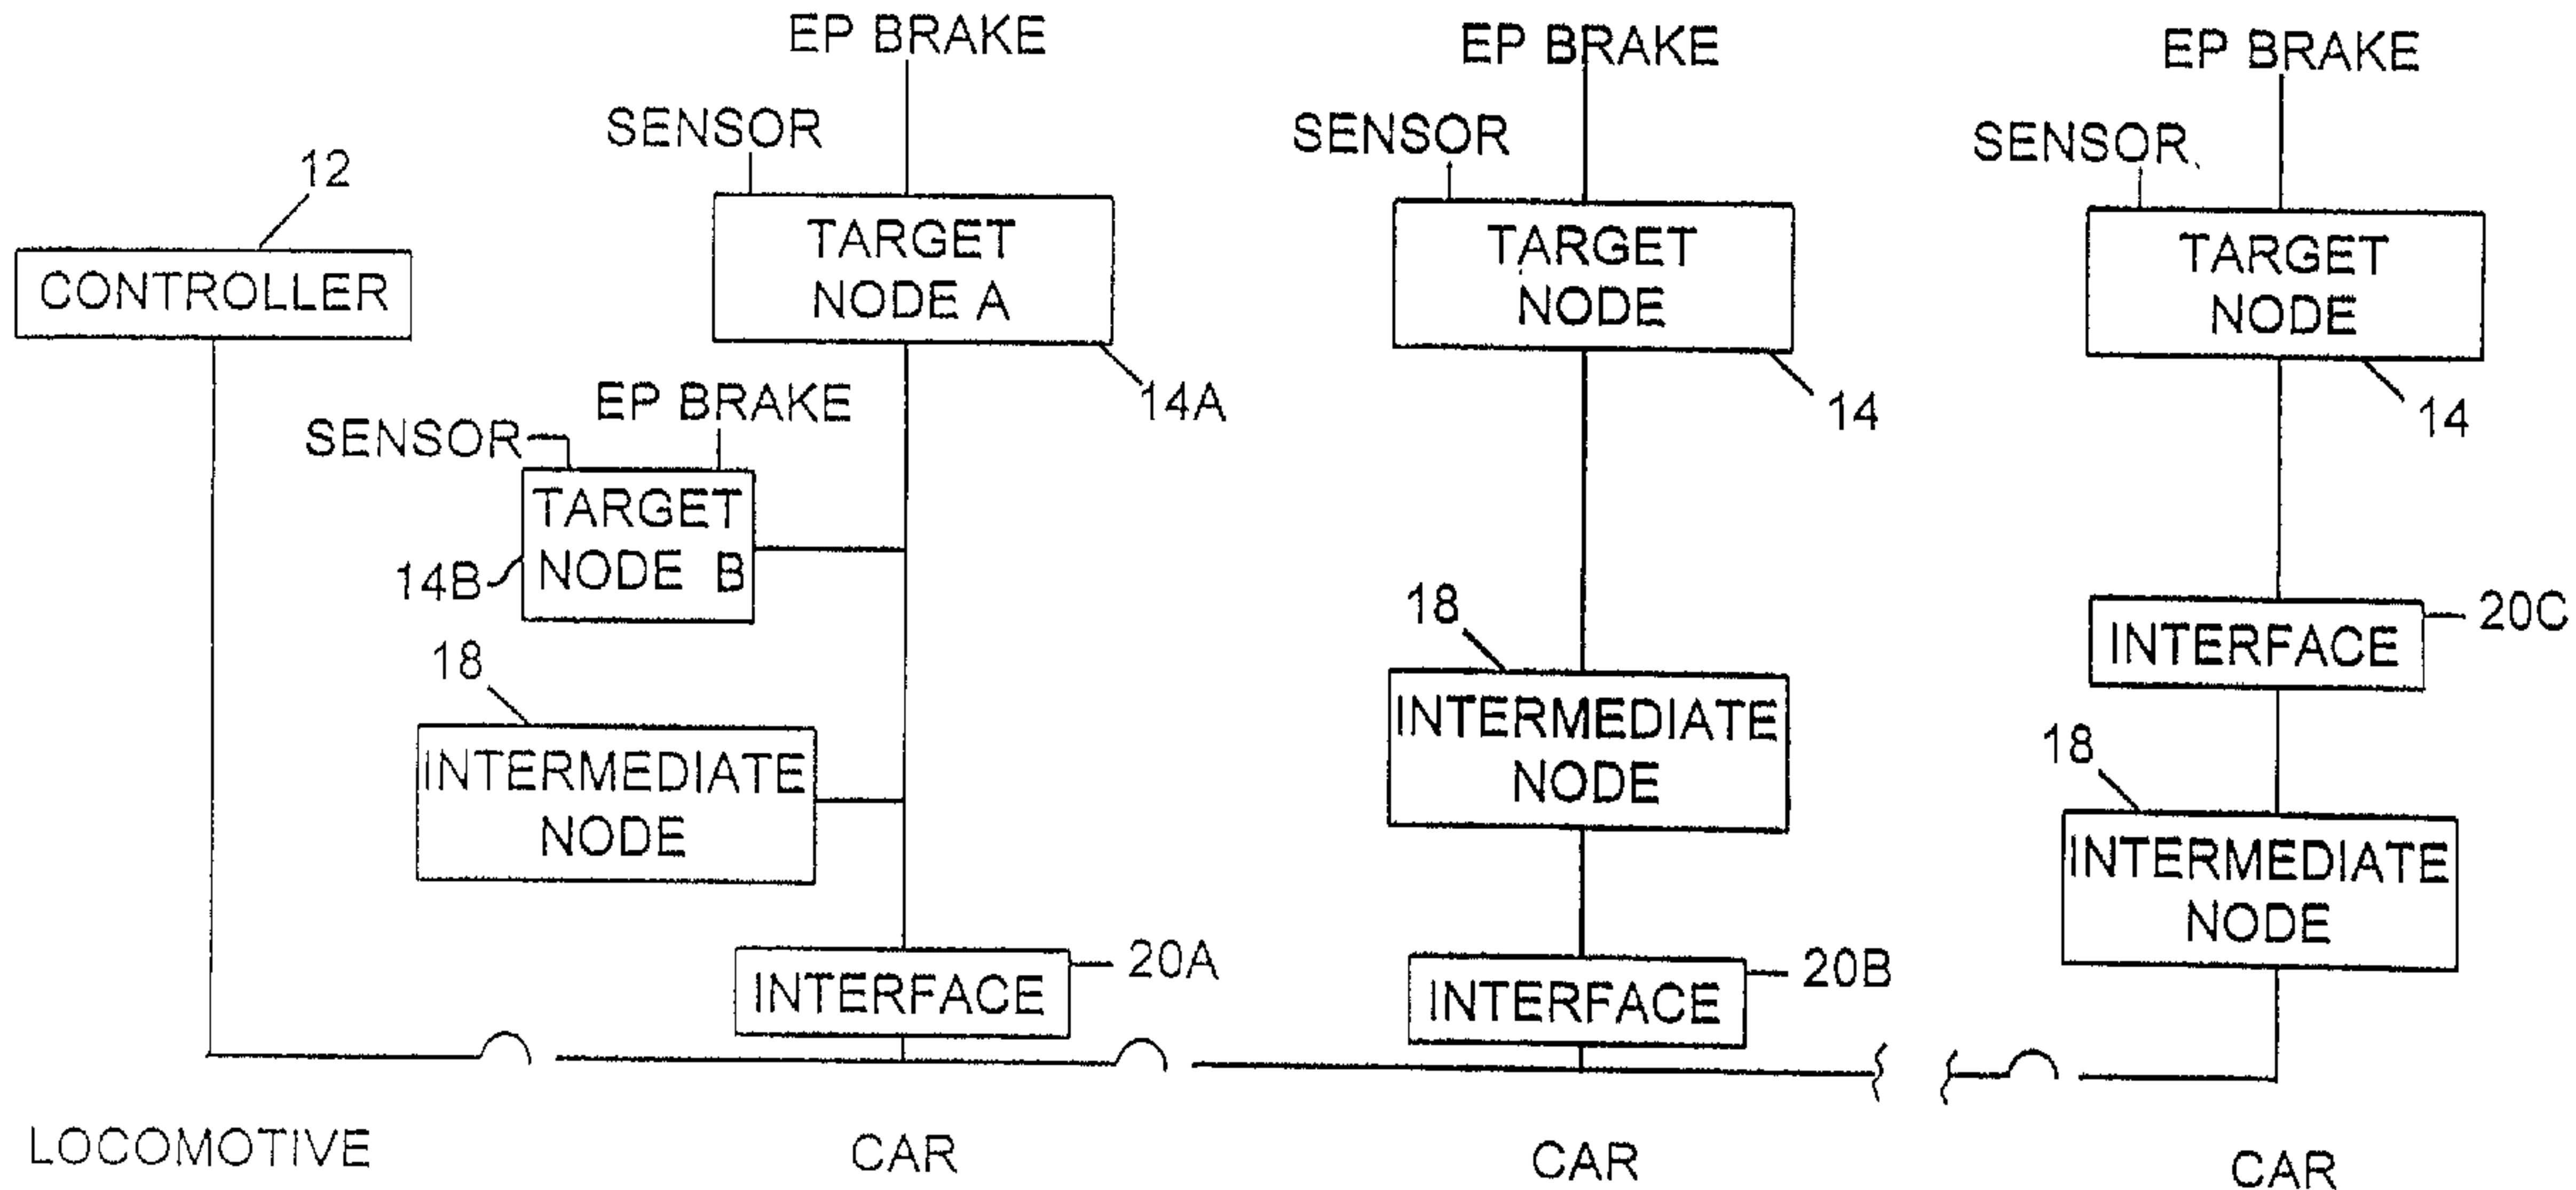 EP BRAKE
SENSOR
12
CONTROLLER
TARGET
NODE A
14A
EP BRAKE
SENSOR
TARGET
NODE B
14B
18
INTERMEDIATE
NODE
INTERFACE
20A
EP BRAKE
SENSOR
TARGET
NODE
14
18
INTERMEDIATE
NODE
INTERFACE
20B
EP BRAKE
SENSOR
TARGET
NODE
14
INTERFACE
20C
18
INTERMEDIATE
NODE
LOCOMOTIVE
CAR
CAR
CAR